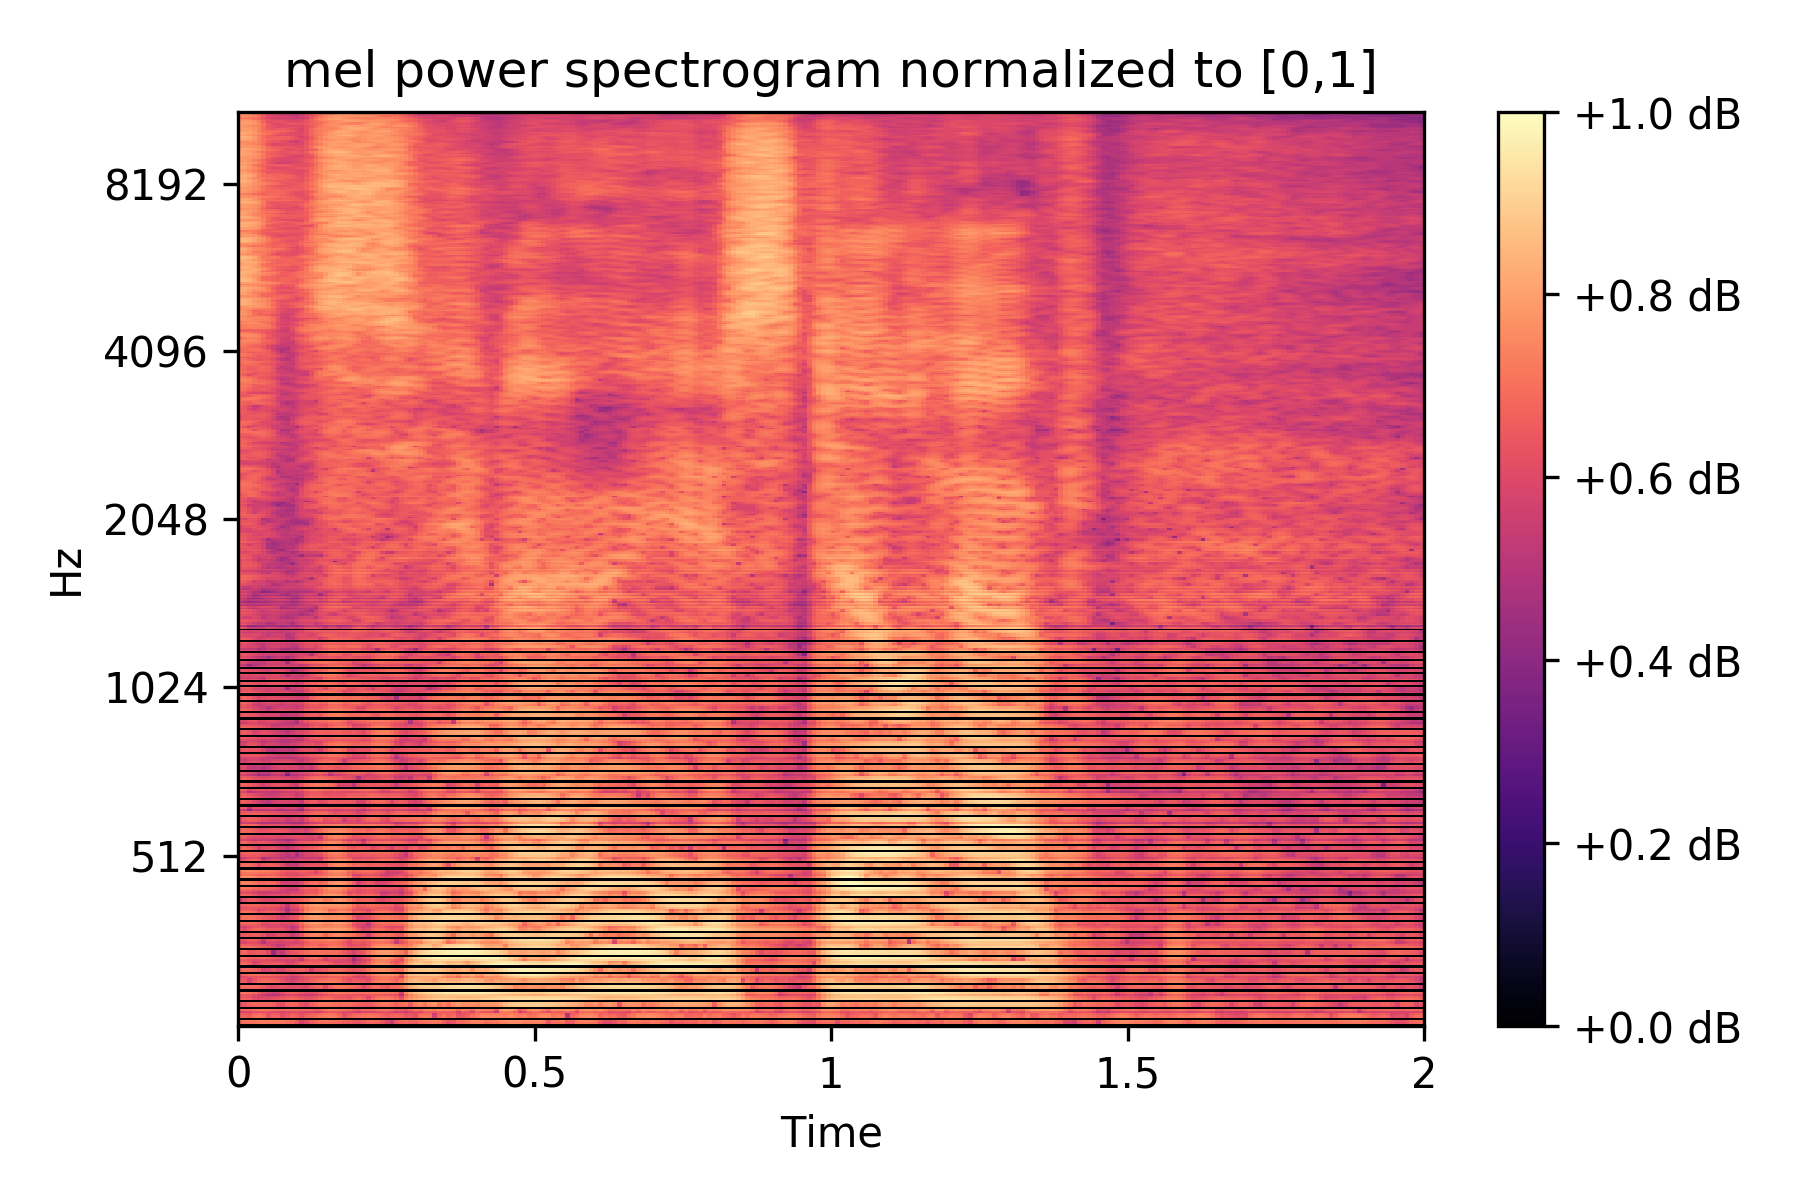 mel power spectrogram normalized to [0,1]
8192
4096
2048
1024
512
Hz
0
0.5
1
1.5
2
Time
+1.0 dB
+0.8 dB
+0.6 dB
+0.4 dB
+0.2 dB
+0.0 dB